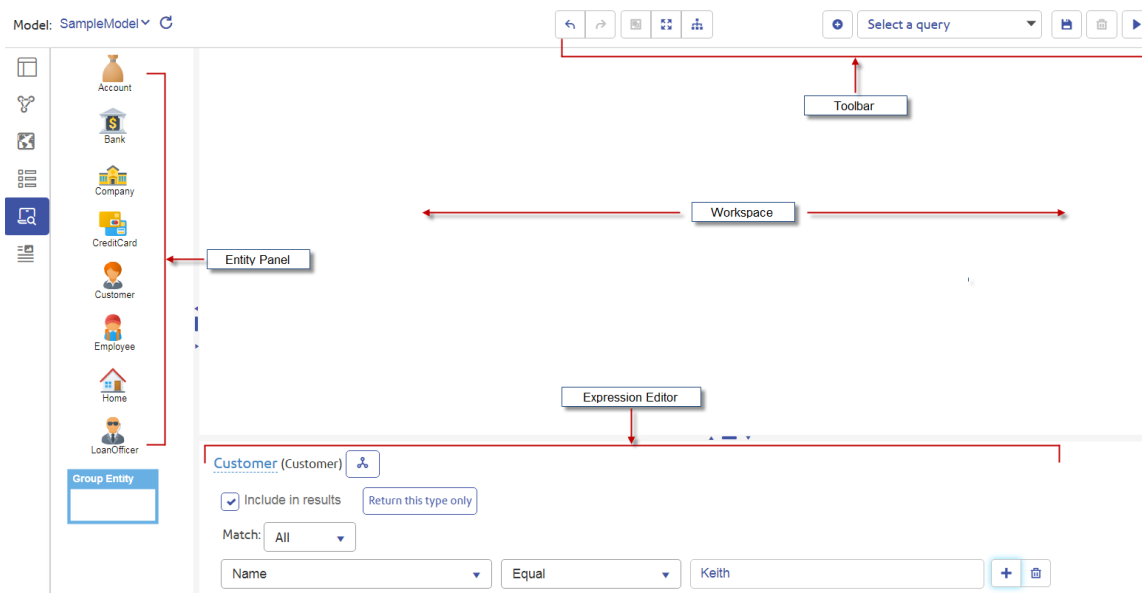 Model: SampleModel
Select a query
Account
Toolbar
Bank
Company
Workspace
CreditCard
Entity Panel
Customer
Employee
Home
Expression Editor
LoanOfficer
Customer (Customer)
Group Entity
Include in results
Return this type only
Match: All
Name
Equal
Keith